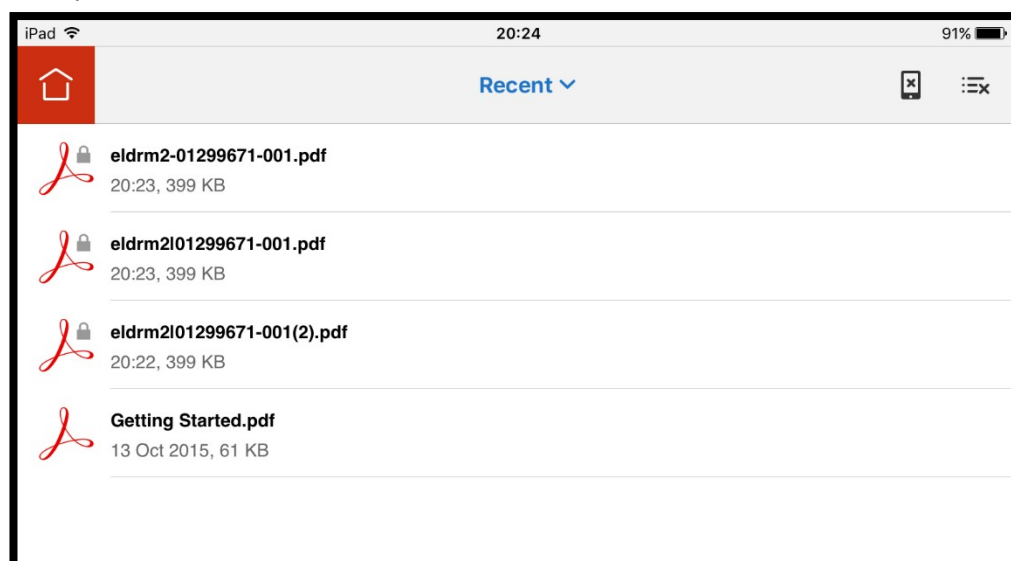 iPad 20:24 91%
Recent
eldrm2-01299671-001.pdf
20:23, 399 KB
eldrm2l01299671-001.pdf
20:23, 399 KB
eldrm2l01299671-001(2).pdf
20:22, 399 KB
Getting Started.pdf
13 Oct 2015, 61 KB